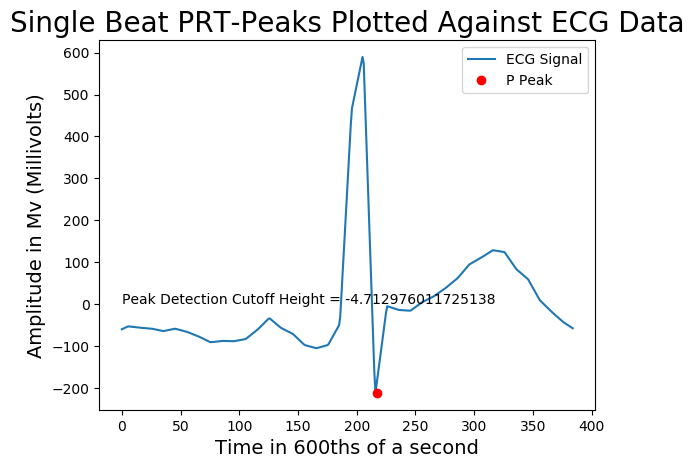 Single Beat PRT-Peaks Plotted Against ECG Data
600
500
400
300
200
100
0
−100
−200
Amplitude in Mv (Millivolts)
ECG Signal
P Peak
Peak Detection Cutoff Height = -4.712976011725138
0 50 100 150 200 250 300 350 400
Time in 600ths of a second